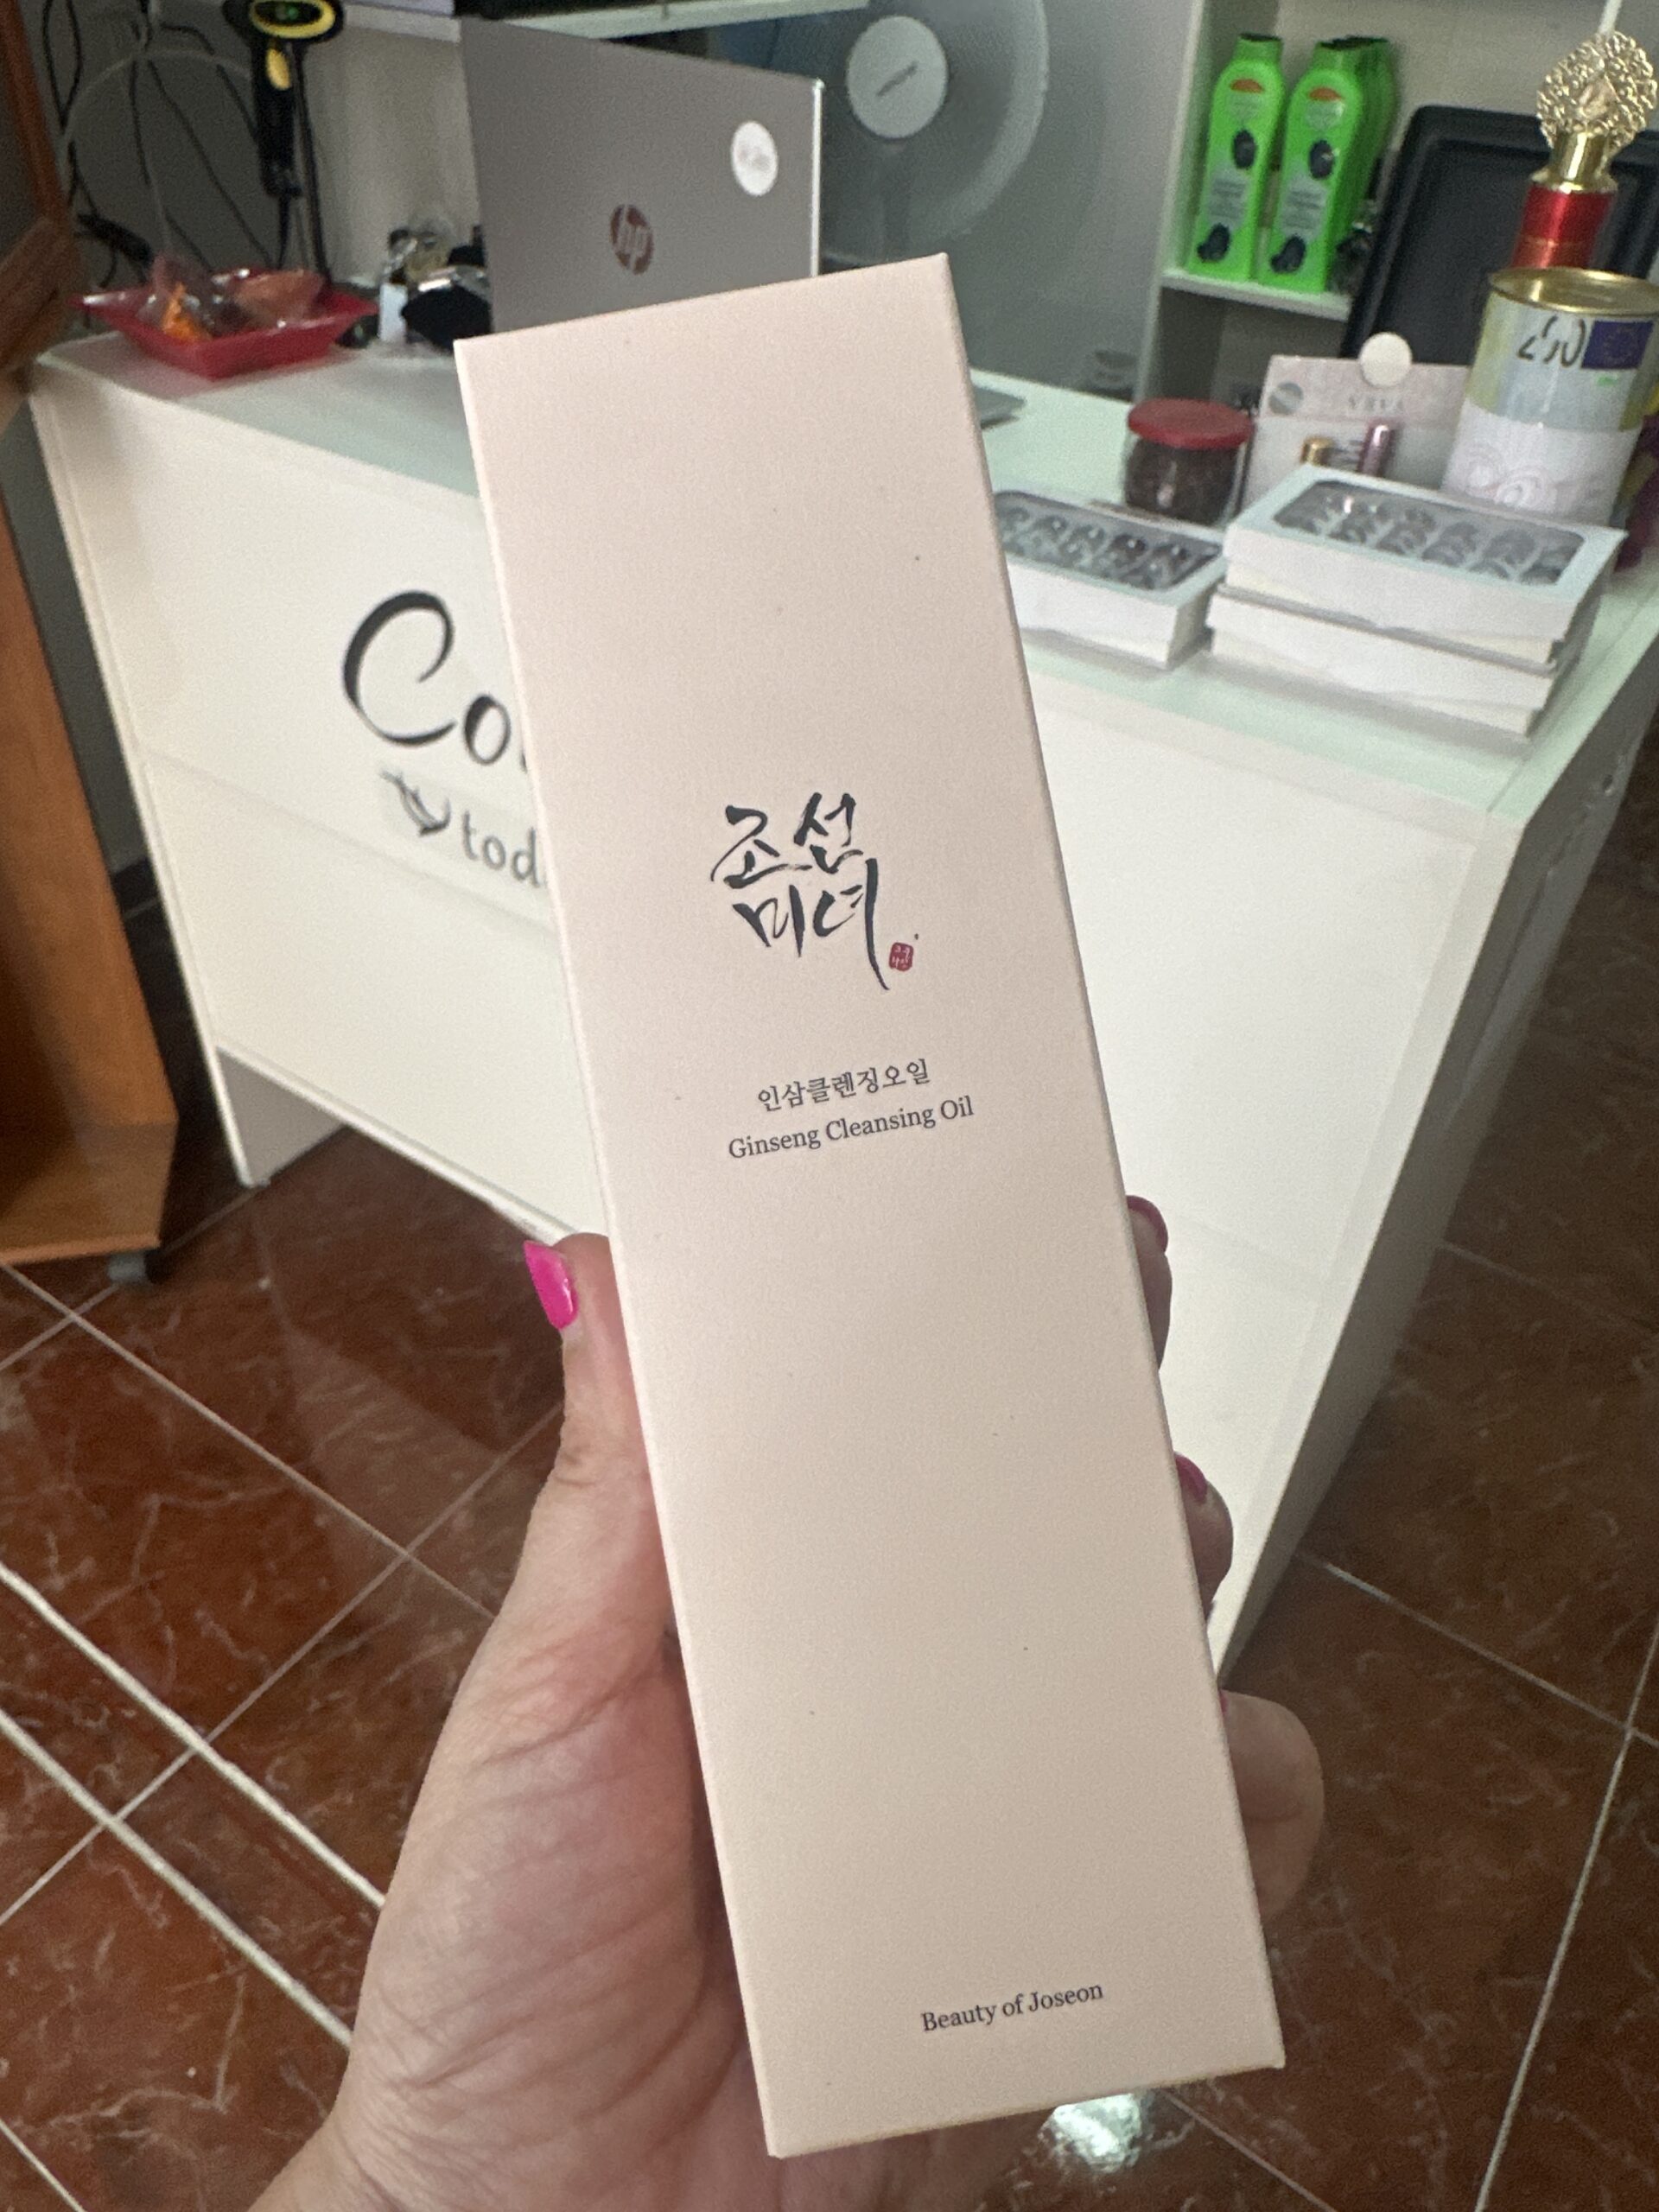 hp
조선
미녀
인삼클렌징오일
Ginseng Cleansing Oil
Beauty of Joseon